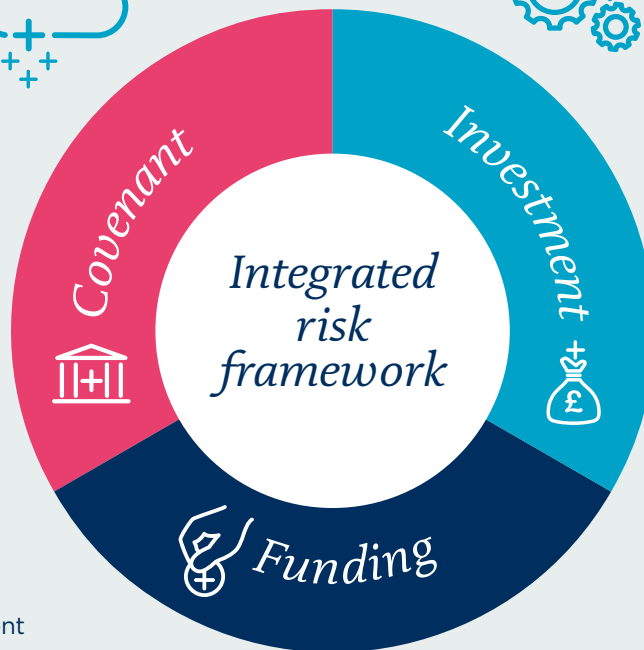 Covenant
Investment
Integrated
risk
framework
£
Funding
nt